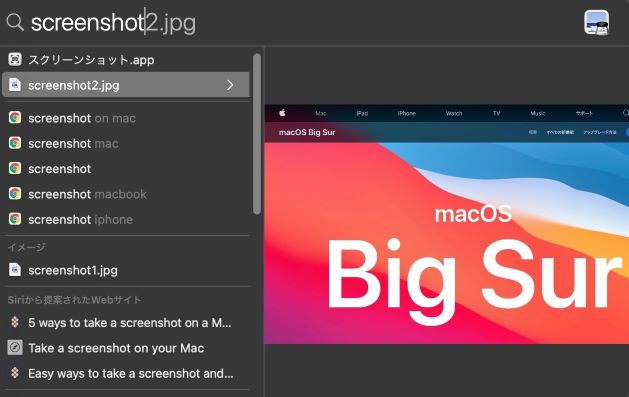 screenshot2.jpg
スクリーンショット.app
screenshot2.jpg
screenshot on mac
screenshot mac
screenshot
screenshot macbook
screenshot iphone
イメージ
screenshot1.jpg
Siriから提案されたWebサイト
5 ways to take a screenshot on a M...
Take a screenshot on your Mac
Easy ways to take a screenshot and...
Mac iPad iPhone Watch TV Music サポート
macOS Big Sur 概要 すべての新機能 アップグレード方法
macOS
Big Sur